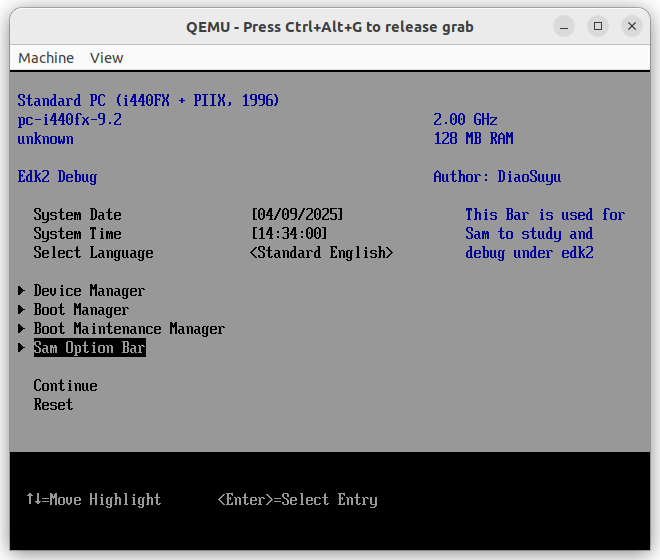 QEMU - Press Ctrl+Alt+G to release grab
Machine View
Standard PC (i440FX + PIIX, 1996)
pc-i440fx-9.2 2.00 GHz
unknown 128 MB RAM
Edk2 Debug Author: DiaoSuyu
System Date [04/09/2025] This Bar is used for
System Time [14:34:00] Sam to study and
Select Language <Standard English> debug under edk2
Device Manager
Boot Manager
Boot Maintenance Manager
Sam Option Bar
Continue
Reset
↑↓=Move Highlight <Enter>=Select Entry